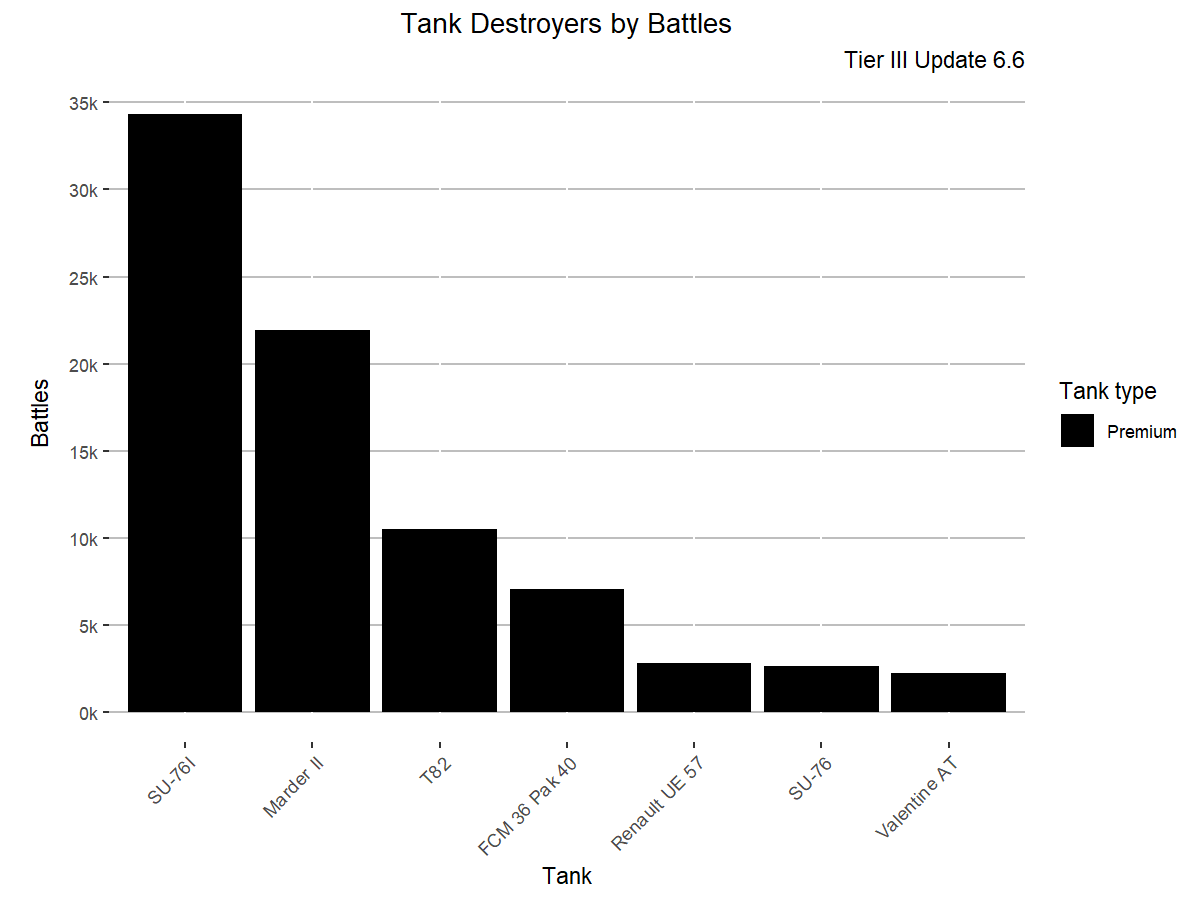 Tank Destroyers by Battles
Tier III Update 6.6
35k
30k
25k
20k
15k
10k
5k
0k
Battles
SU-76I
Marder II
T82
FCM 36 Pak 40
Renault UE 57
SU-76
Valentine AT
Tank
Tank type
Premium